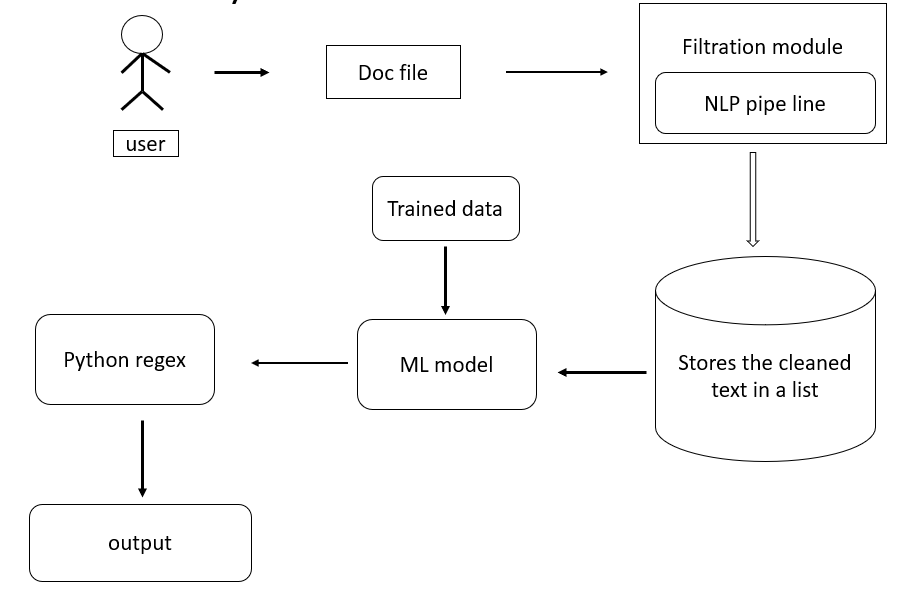 Doc file
Filtration module
NLP pipe line
user
Trained data
Python regex
ML model
Stores the cleaned
text in a list
output